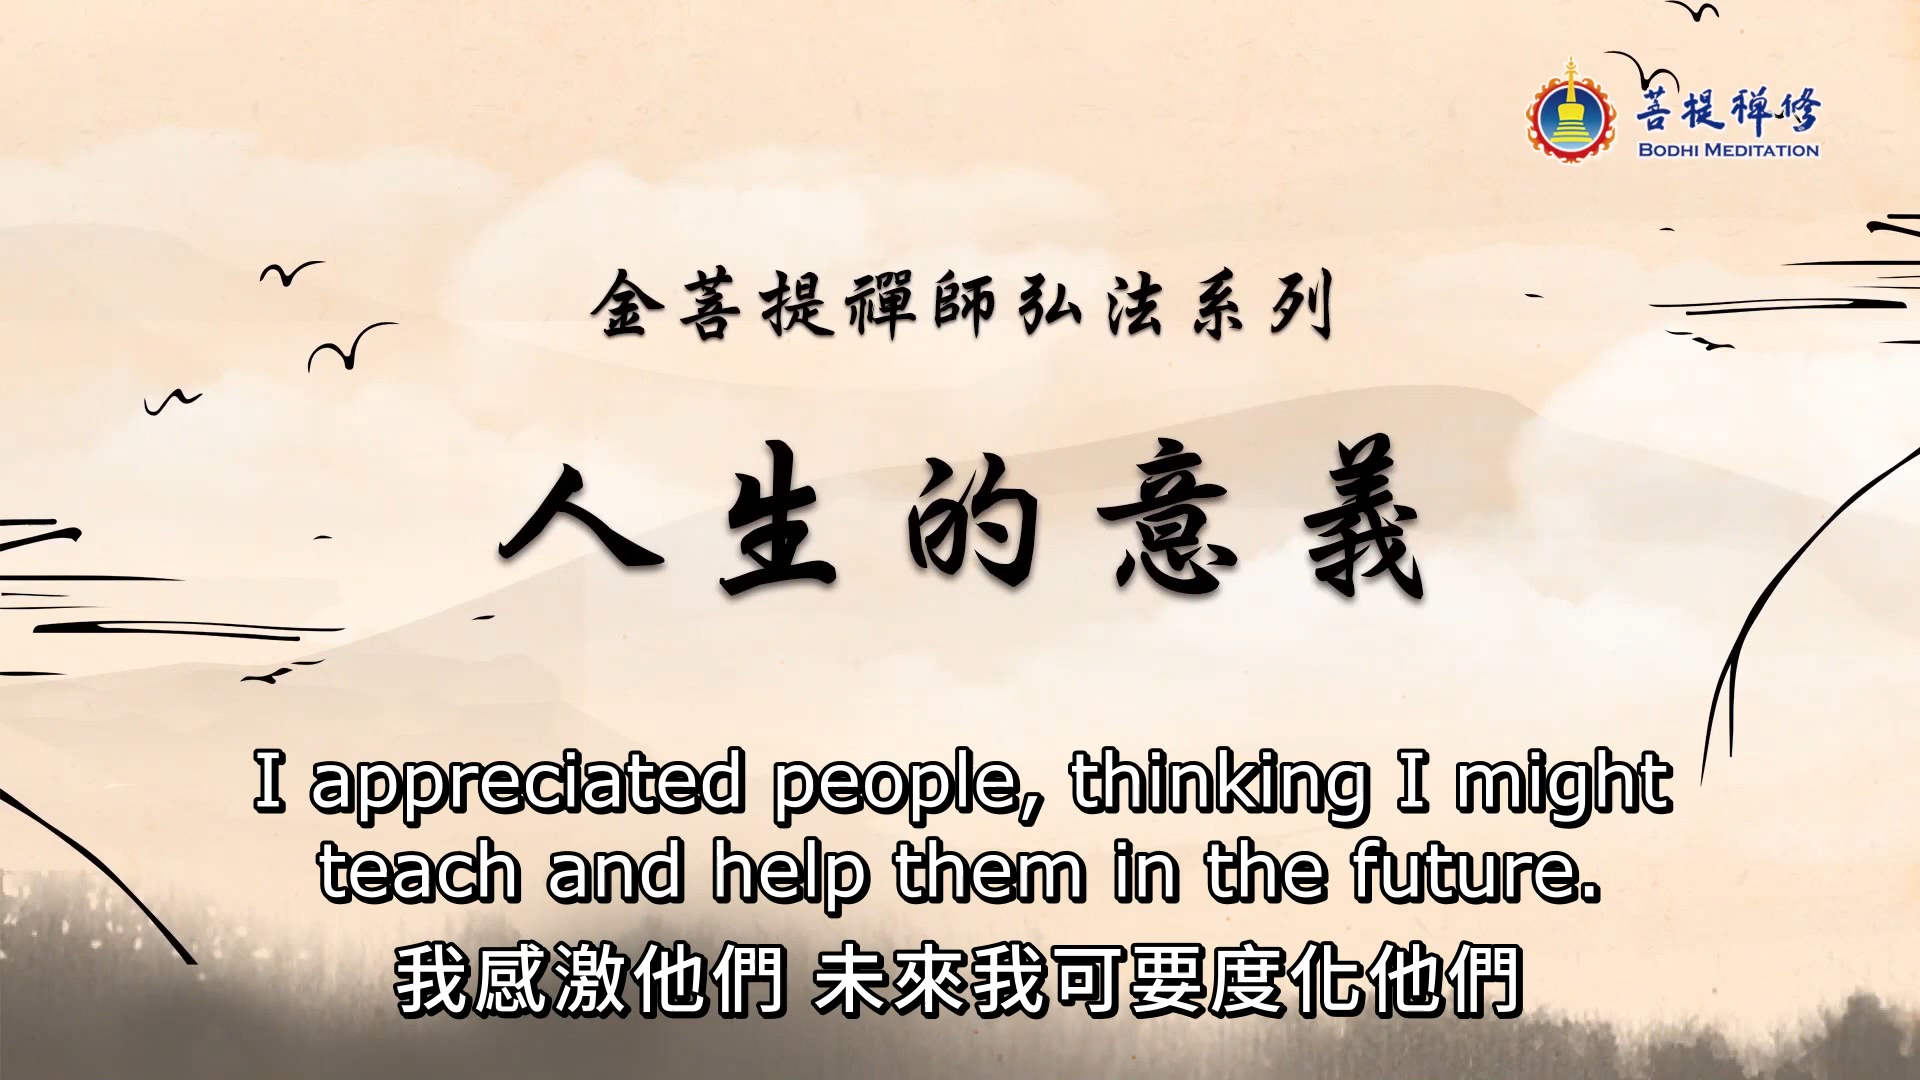 菩提禪修
BODHI MEDITATION
金菩提禪師弘法系列
人生的意義
I appreciated people, thinking I might
teach and help them in the future.
我感激他們 未來我可要度化他們